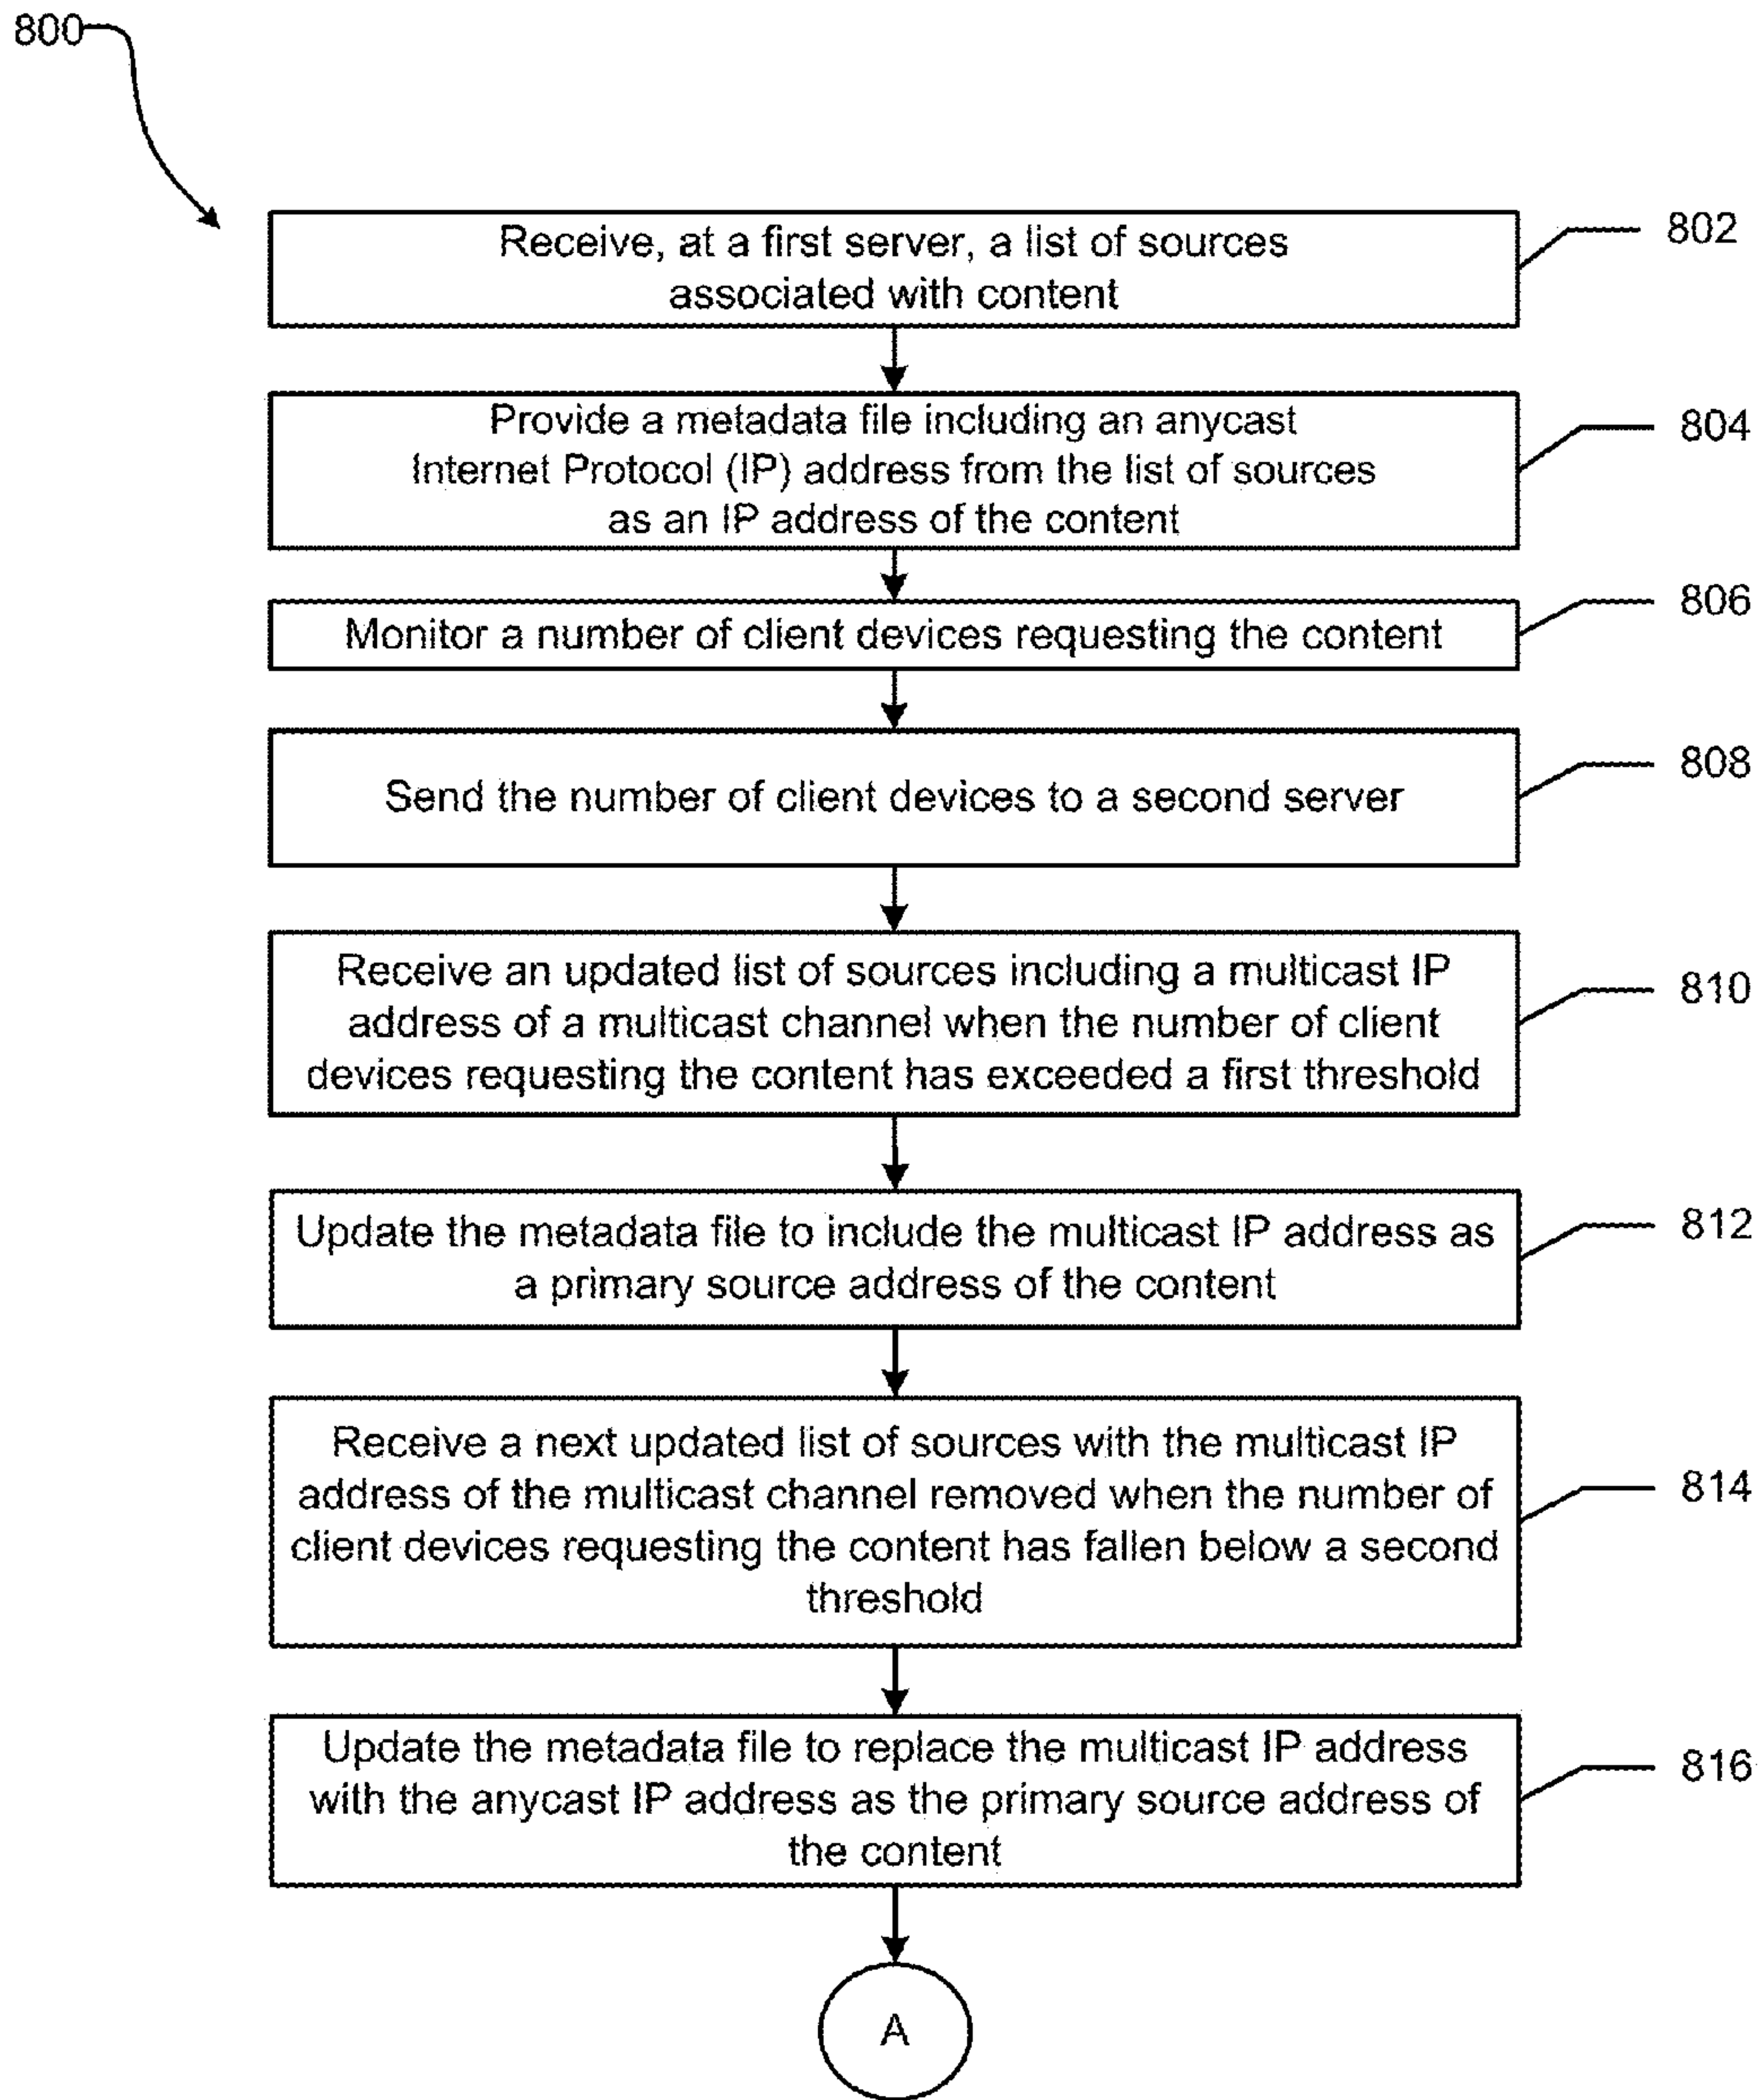 800
Receive, at a first server, a list of sources
associated with content
802
Provide a metadata file including an anycast
Internet Protocol (IP) address from the list of sources
as an IP address of the content
804
Monitor a number of client devices requesting the content
806
Send the number of client devices to a second server
808
Receive an updated list of sources including a multicast IP
address of a multicast channel when the number of client
devices requesting the content has exceeded a first threshold
810
Update the metadata file to include the multicast IP address as
a primary source address of the content
812
Receive a next updated list of sources with the multicast IP
address of the multicast channel removed when the number of
client devices requesting the content has fallen below a second
threshold
814
Update the metadata file to replace the multicast IP address
with the anycast IP address as the primary source address of
the content
816
A